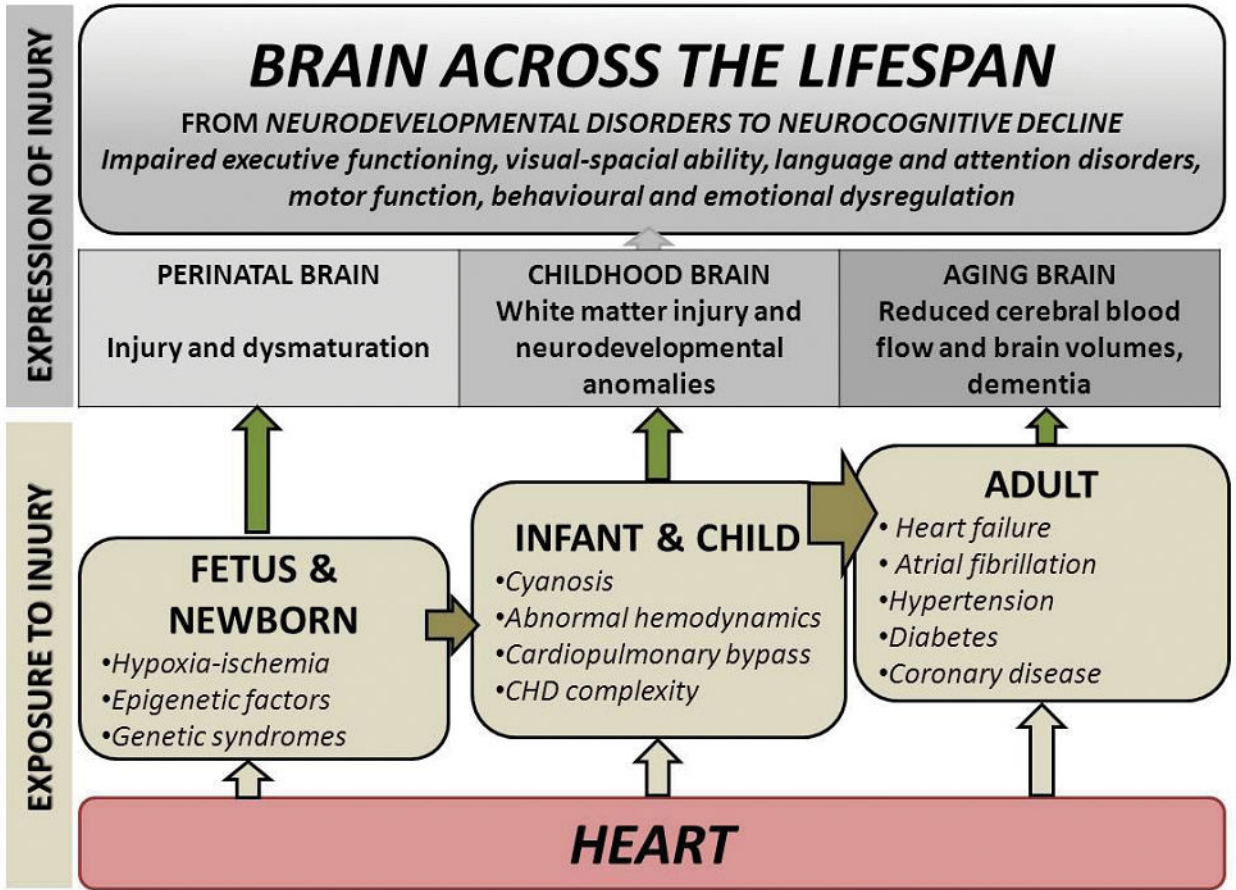 EXPRESSION OF INJURY
BRAIN ACROSS THE LIFESPAN
FROM NEURODEVELOPMENTAL DISORDERS TO NEUROCOGNITIVE DECLINE
Impaired executive functioning, visual-spacial ability, language and attention disorders,
motor function, behavioural and emotional dysregulation
PERINATAL BRAIN
Injury and dysmaturation
CHILDHOOD BRAIN
White matter injury and
neurodevelopmental
anomalies
AGING BRAIN
Reduced cerebral blood
flow and brain volumes,
dementia
EXPOSURE TO INJURY
FETUS &
NEWBORN
•Hypoxia-ischemia
•Epigenetic factors
•Genetic syndromes
INFANT & CHILD
•Cyanosis
•Abnormal hemodynamics
•Cardiopulmonary bypass
•CHD complexity
ADULT
• Heart failure
• Atrial fibrillation
•Hypertension
•Diabetes
•Coronary disease
HEART